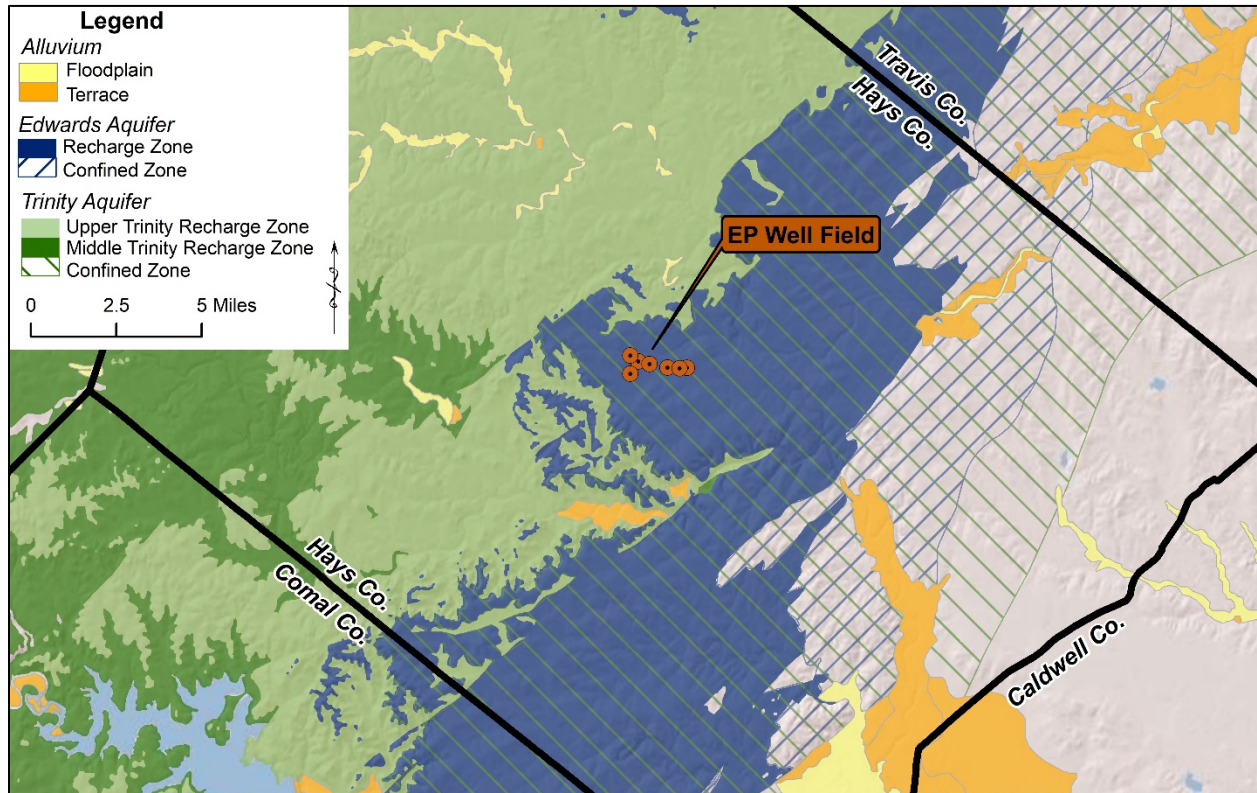 Legend
Alluvium
Floodplain
Terrace
Edwards Aquifer
Recharge Zone
Confined Zone
Trinity Aquifer
Upper Trinity Recharge Zone
Middle Trinity Recharge Zone
Confined Zone
0 2.5 5 Miles
Travis Co.
Hays Co.
EP Well Field
Hays Co.
Comal Co.
Caldwell Co.